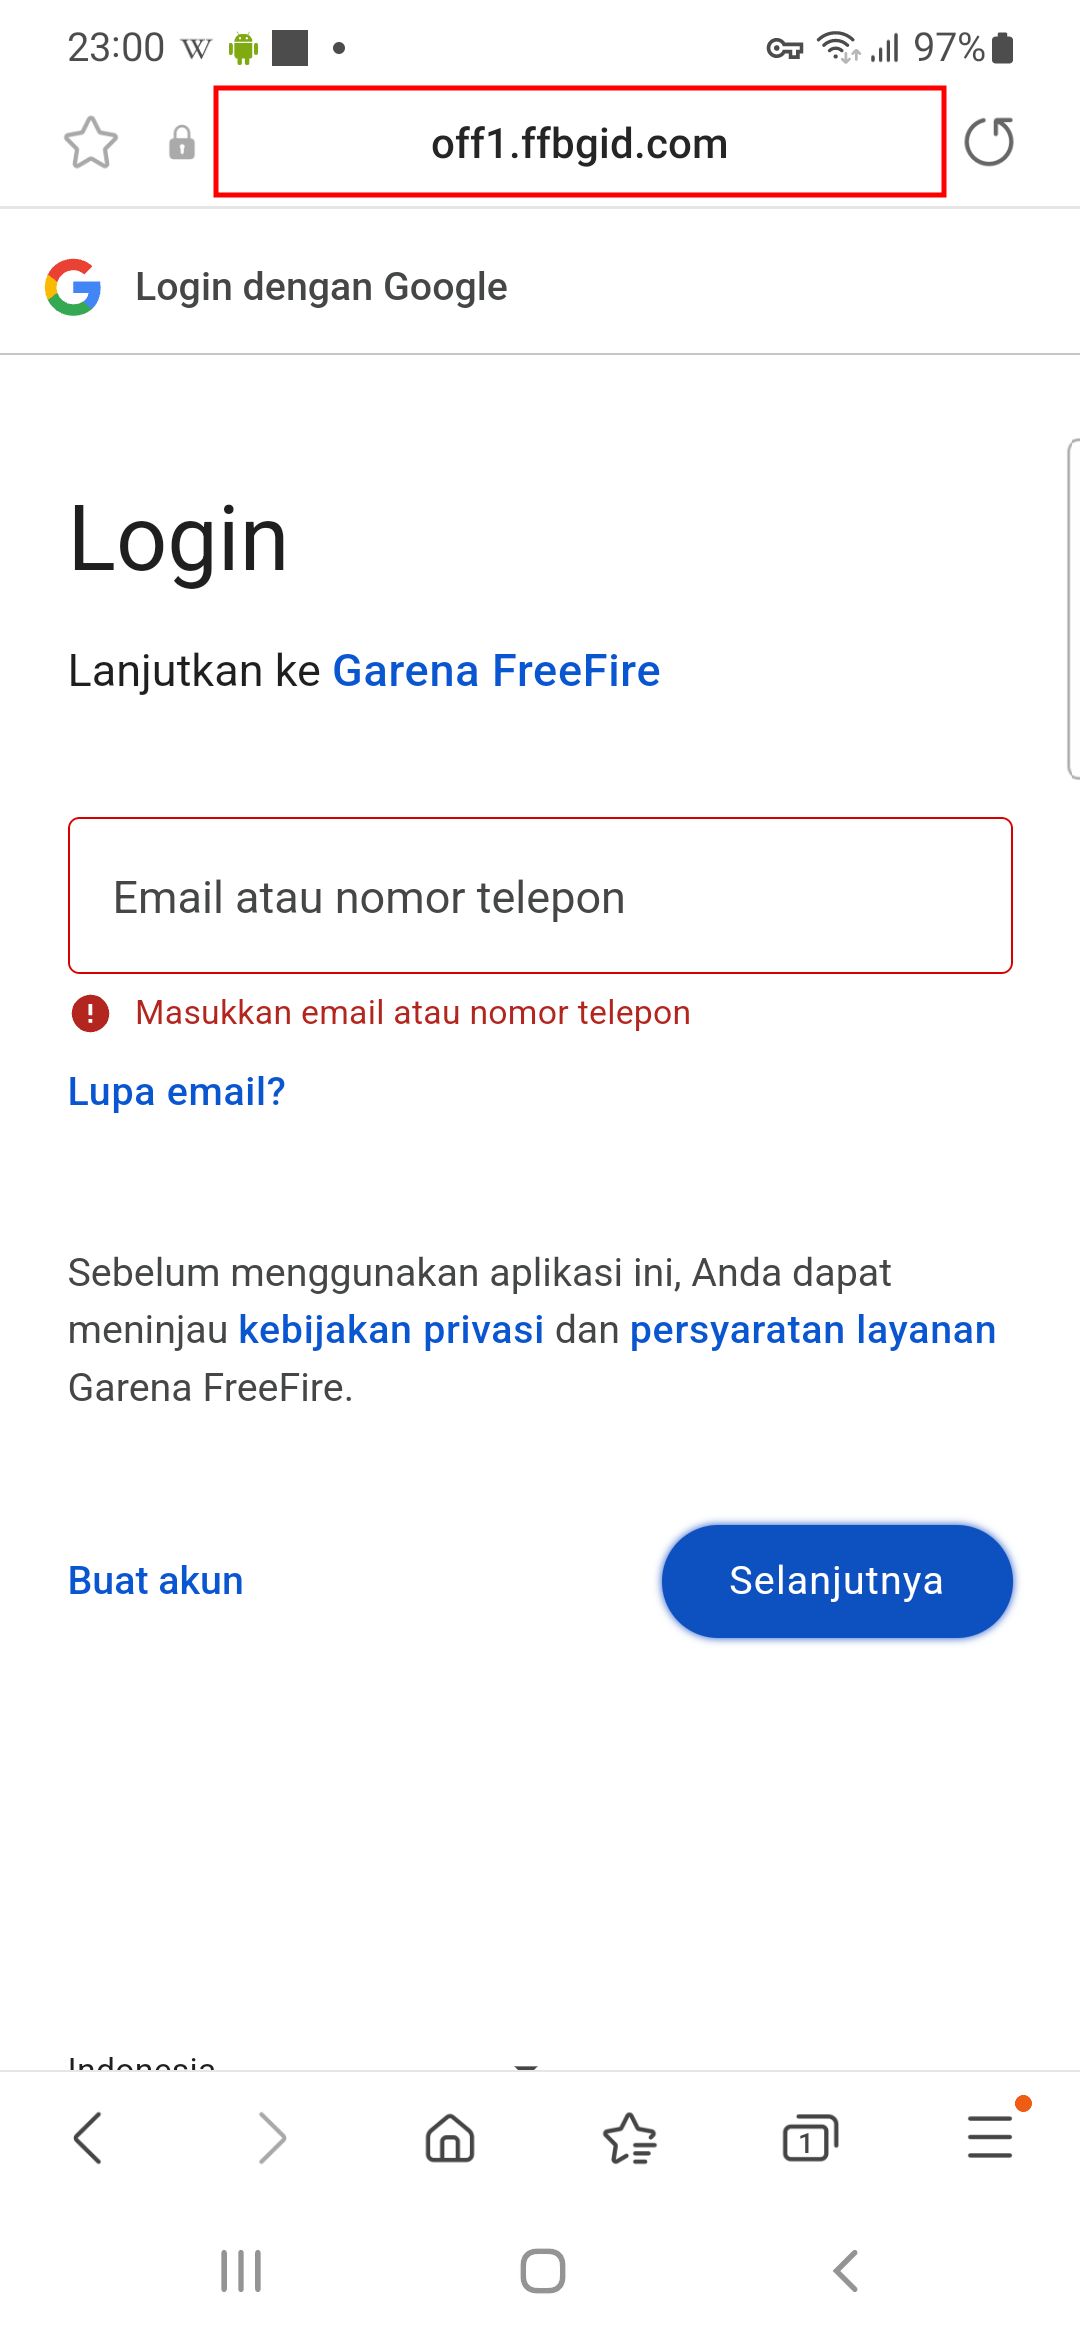 23:00 W 97%
off1.ffbgid.com
Login dengan Google
Login
Lanjutkan ke Garena FreeFire
Email atau nomor telepon
Masukkan email atau nomor telepon
Lupa email?
Sebelum menggunakan aplikasi ini, Anda dapat
meninjau kebijakan privasi dan persyaratan layanan
Garena FreeFire.
Buat akun
Selanjutnya
Indonesia
1